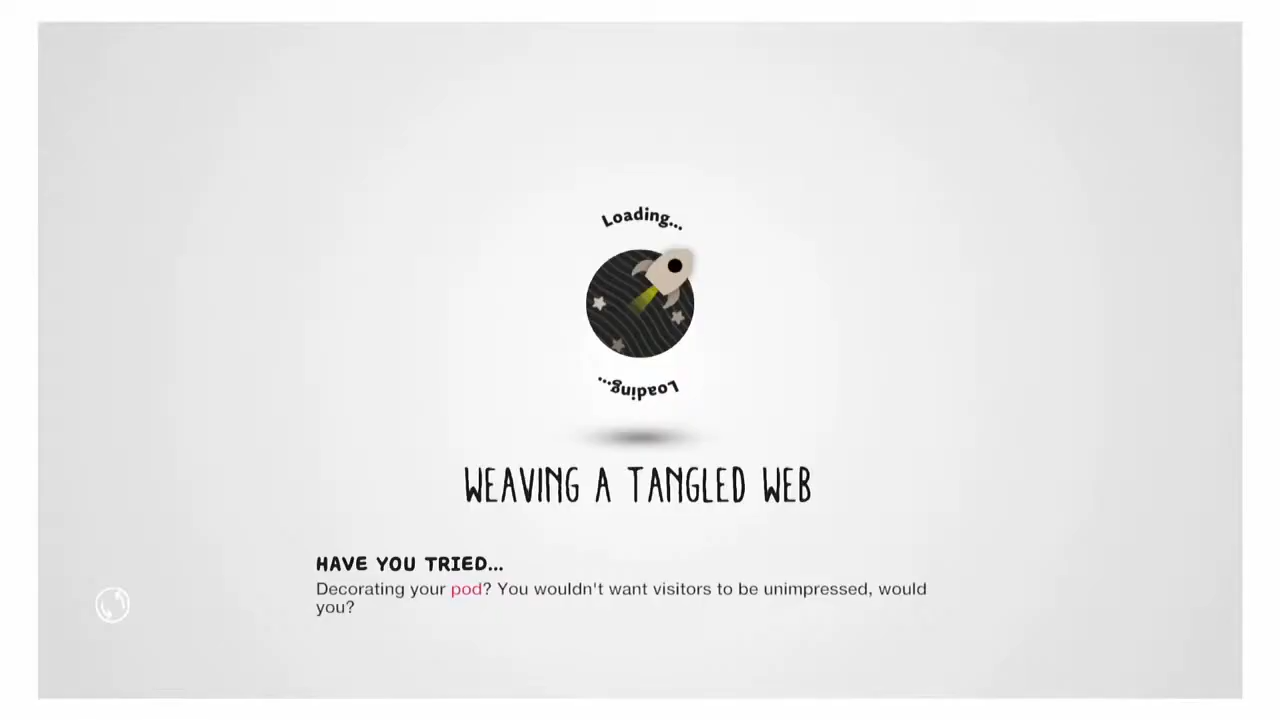 Loading...
Loading...
WEAVING A TANGLED WEB
HAVE YOU TRIED...
Decorating your pod? You wouldn't want visitors to be unimpressed, would
you?